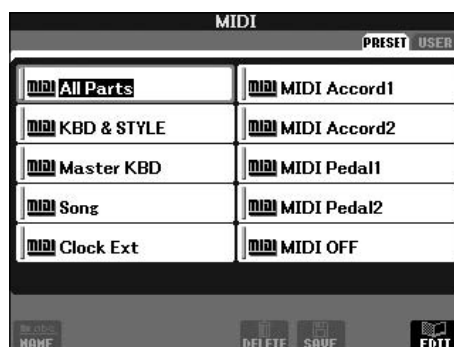 MIDI
PRESET USER
MIDI All Parts
MIDI KBD & STYLE
MIDI Master KBD
MIDI Song
MIDI Clock Ext
MIDI MIDI Accord1
MIDI MIDI Accord2
MIDI MIDI Pedal1
MIDI MIDI Pedal2
MIDI MIDI OFF
NAME
DELETE SAVE EDIT